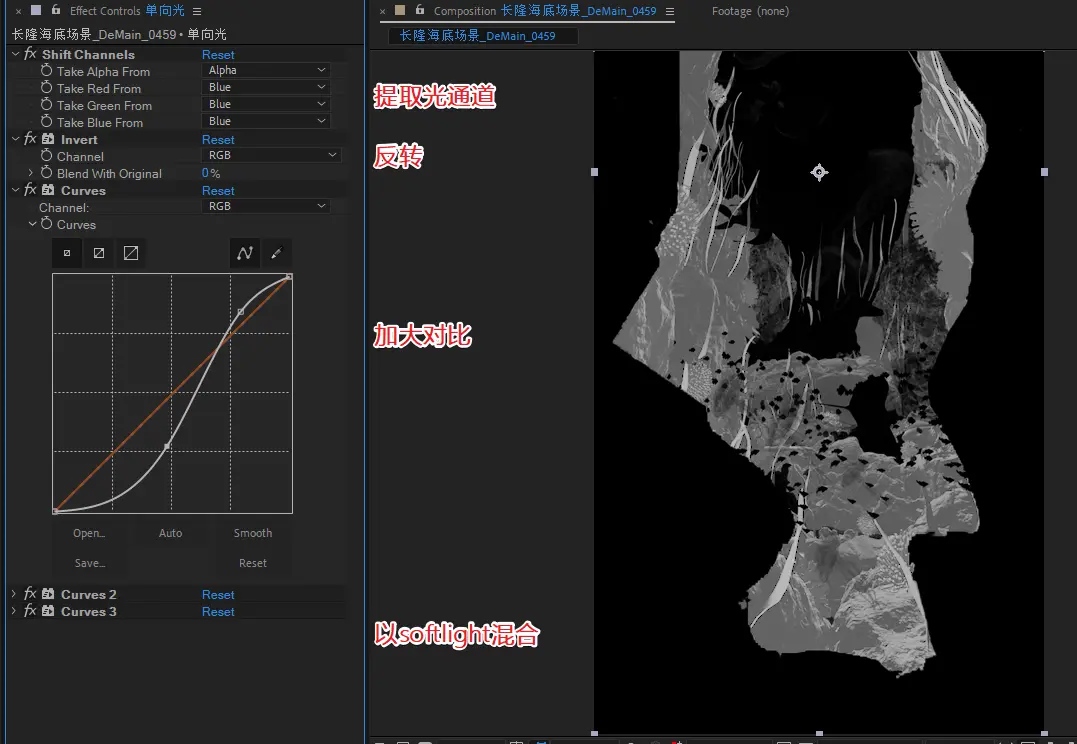 × Effect Controls 单向光
长隆海底场景_DeMain_0459 • 单向光
fx Shift Channels Reset
Take Alpha From Alpha
Take Red From Blue
Take Green From Blue
Take Blue From Blue
fx Invert Reset
Channel RGB
Blend With Original 0%
fx Curves Reset
Channel: RGB
Curves
Open... Auto Smooth
Save... Reset
fx Curves 2 Reset
fx Curves 3 Reset
× Composition 长隆海底场景_DeMain_0459 Footage (none)
长隆海底场景_DeMain_0459
提取光通道
反转
加大对比
以softlight混合